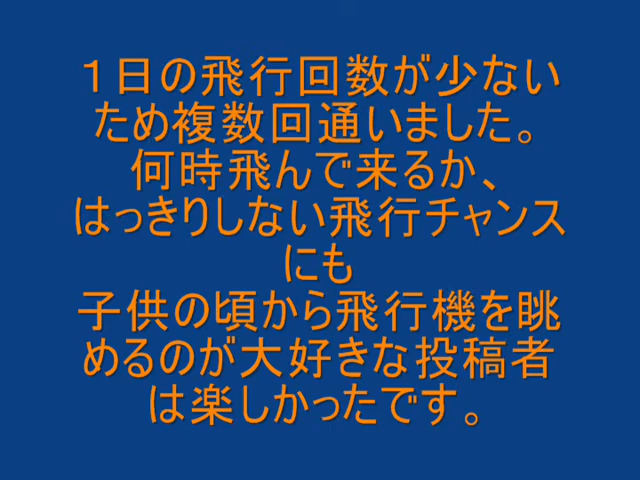 １日の飛行回数が少ない
ため複数回通いました。
何時飛んで来るか、
はっきりしない飛行チャンス
にも
子供の頃から飛行機を眺
めるのが大好きな投稿者
は楽しかったです。